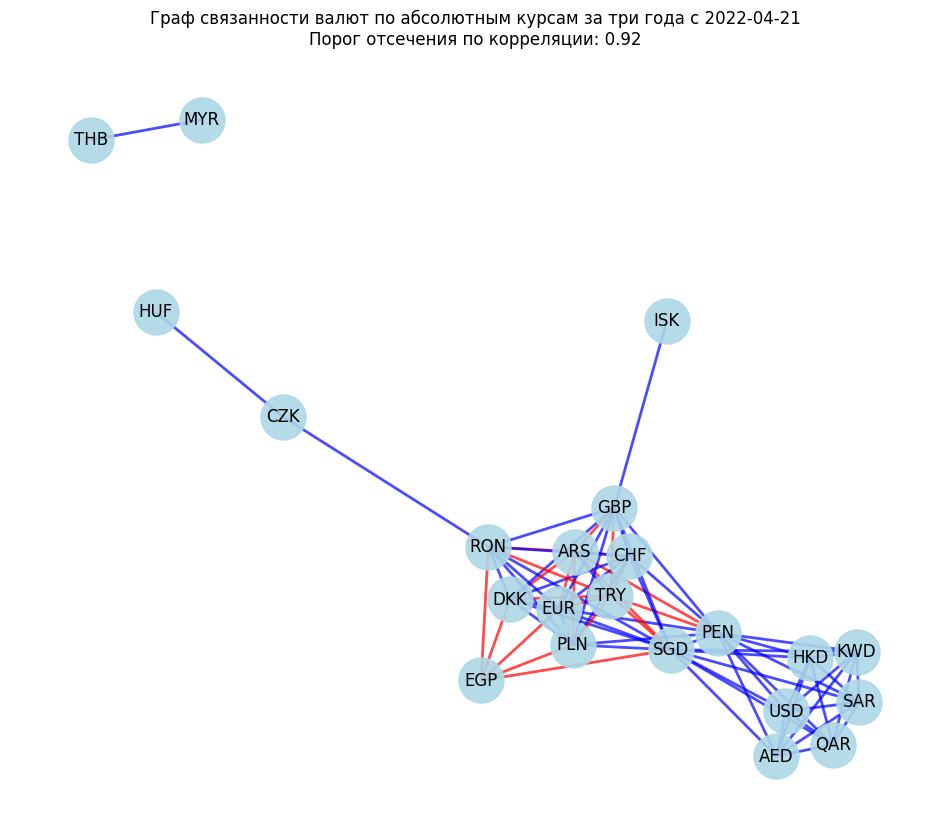 Граф связанности валют по абсолютным курсам за три года с 2022-04-21
Порог отсечения по корреляции: 0.92
MYR
THB
HUF
ISK
CZK
GBP
RON
ARS
CHF
DKK
EUR
TRY
PLN
PEN
SGD
HKD
KWD
EGP
SAR
USD
QAR
AED